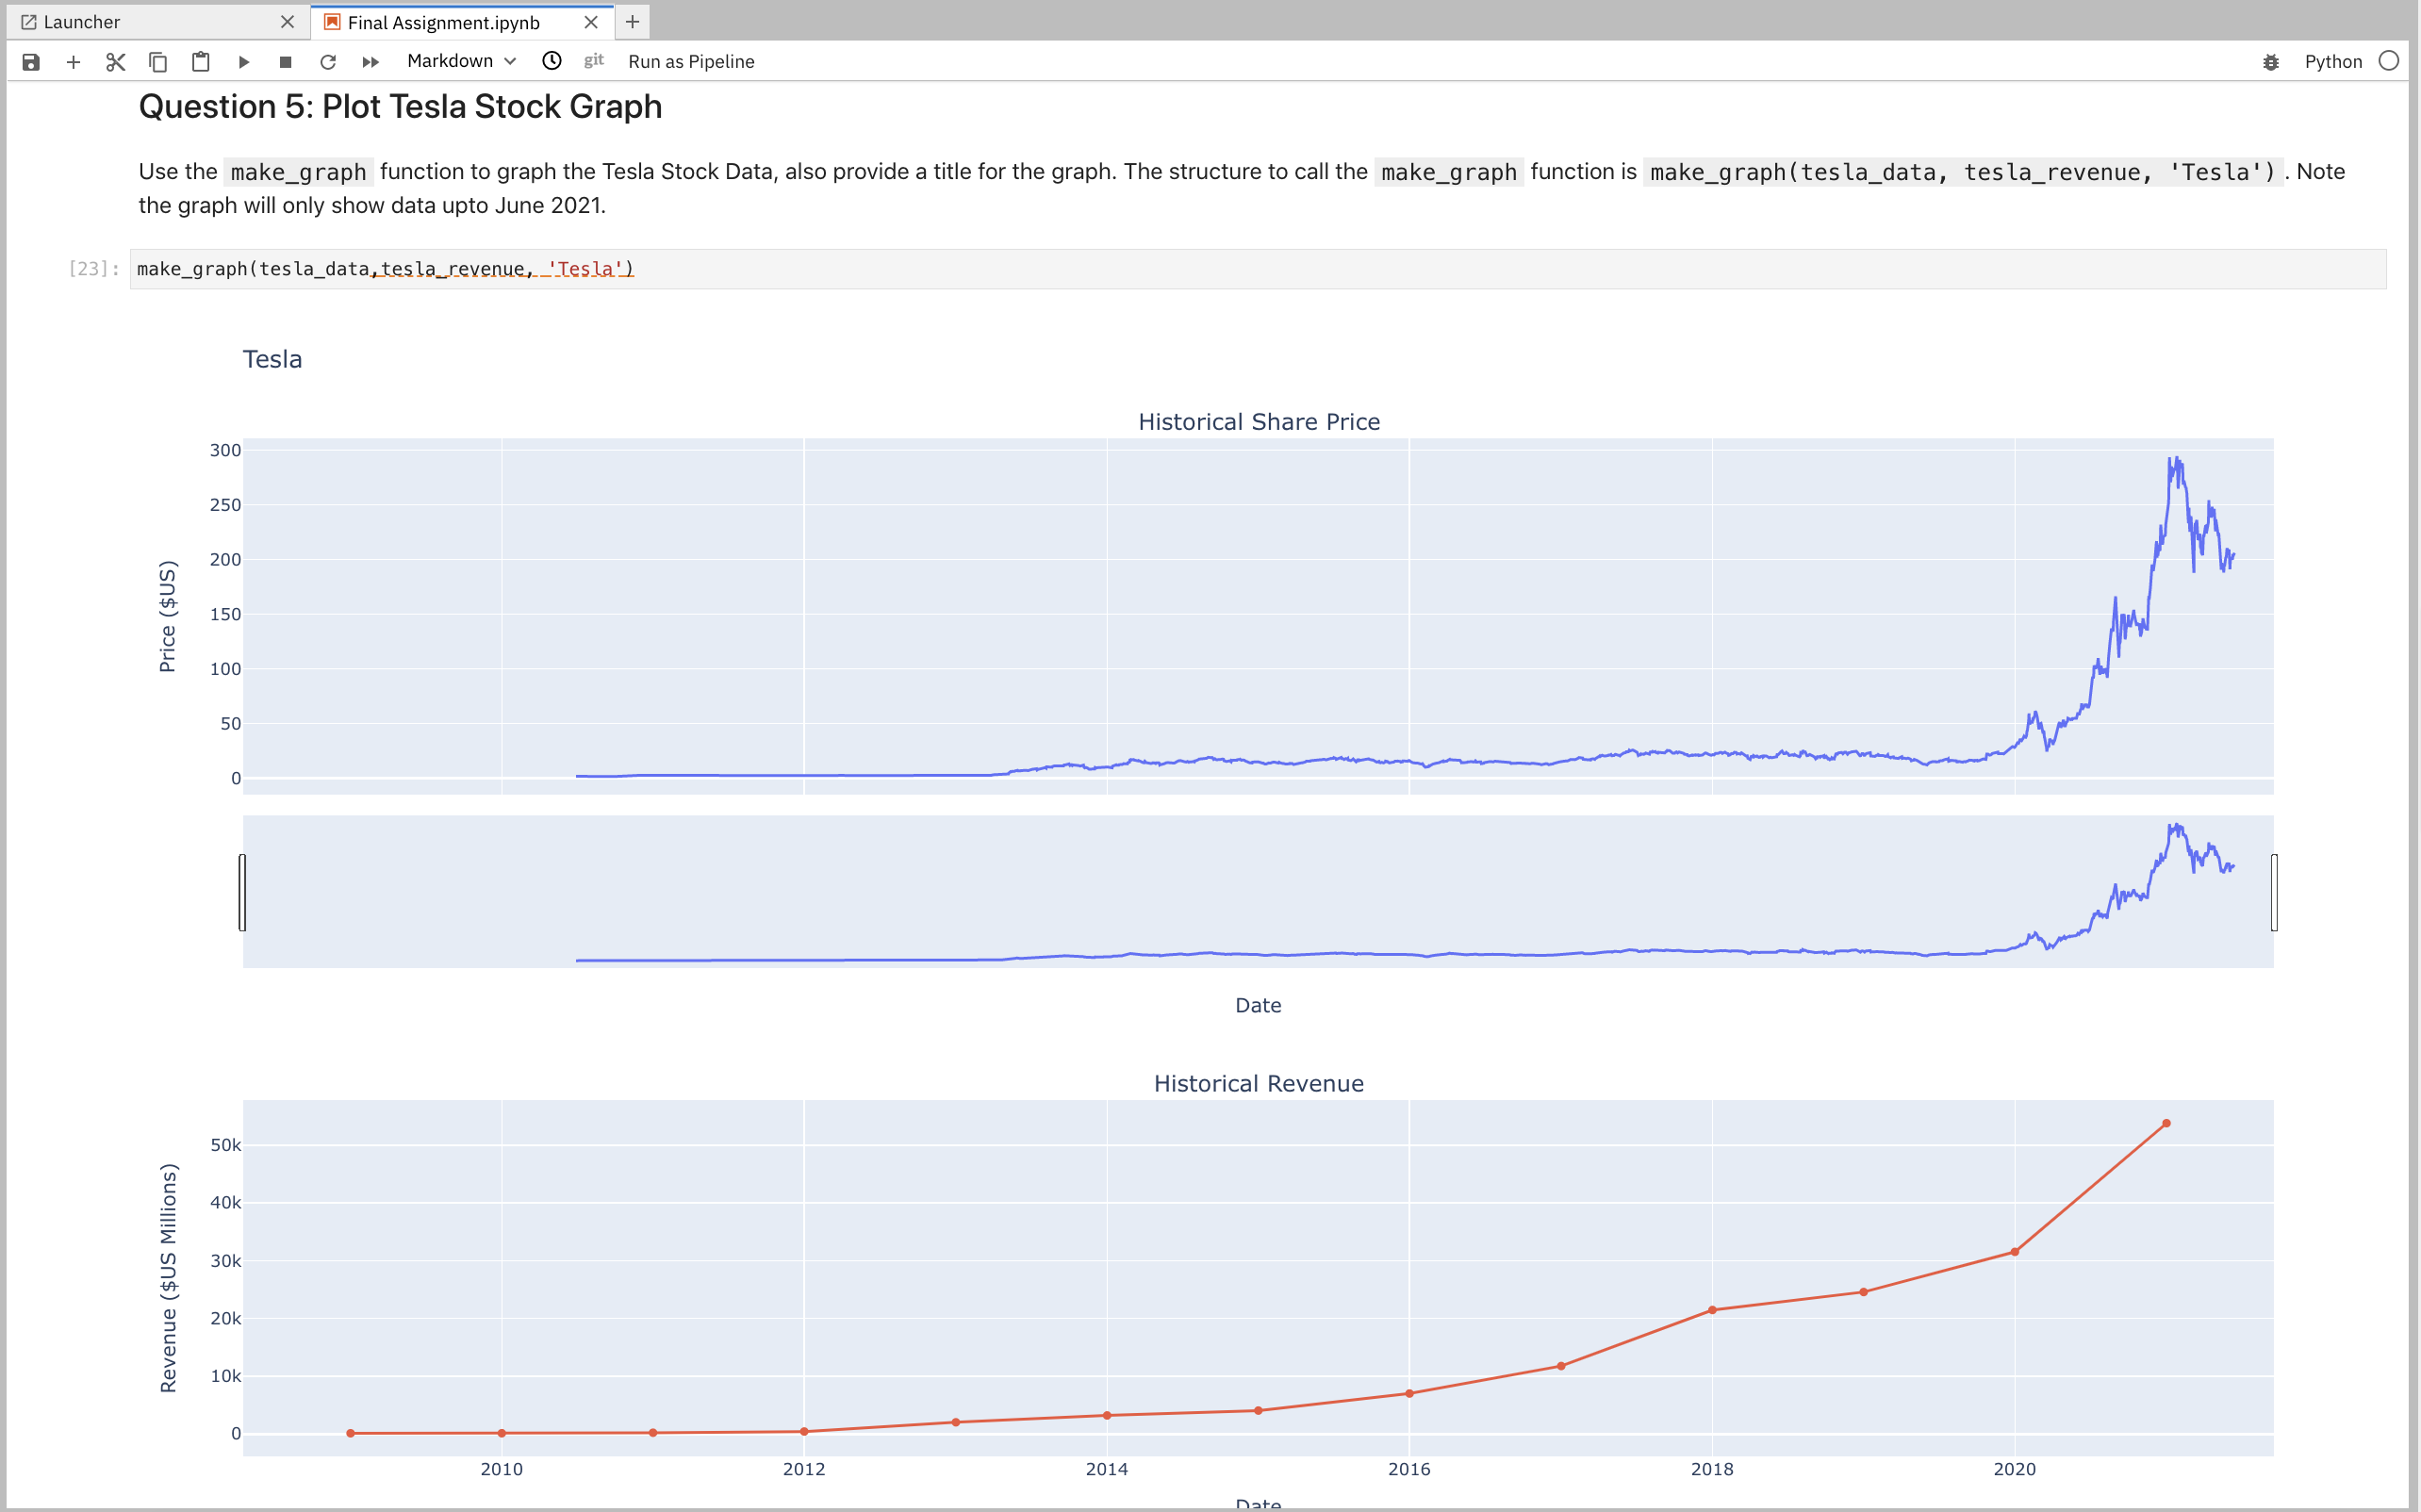 Launcher
Final Assignment.ipynb
Markdown
git
Run as Pipeline
Python
Question 5: Plot Tesla Stock Graph
Use the make_graph function to graph the Tesla Stock Data, also provide a title for the graph. The structure to call the make_graph function is make_graph(tesla_data, tesla_revenue, 'Tesla') . Note
the graph will only show data upto June 2021.
[23]: make_graph(tesla_data,tesla_revenue, 'Tesla')
Tesla
Historical Share Price
Price ($US)
300
250
200
150
100
50
0
Date
Historical Revenue
Revenue ($US Millions)
50k
40k
30k
20k
10k
0
2010 2012 2014 2016 2018 2020
Date